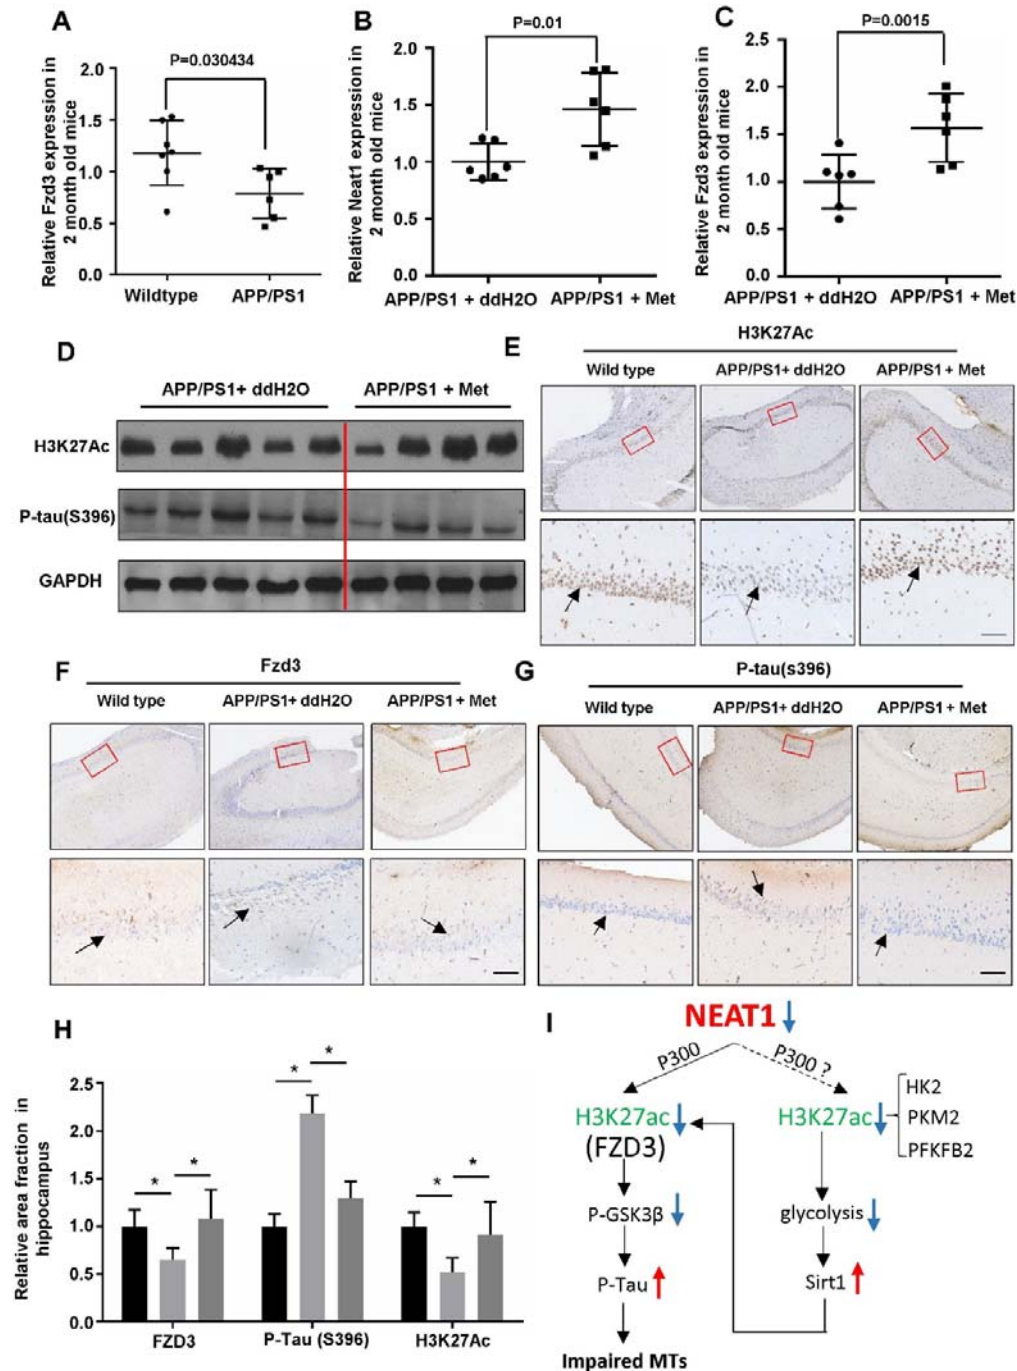 A
P=0.030434
Relative Fzd3 expression in
2 month old mice
2.0
1.5
1.0
0.5
0.0
Wildtype
APP/PS1
B
P=0.01
Relative Neat1 expression in
2 month old mice
2.0
1.5
1.0
0.5
0.0
APP/PS1 + ddH2O
APP/PS1 + Met
C
P=0.0015
Relative Fzd3 expression in
2 month old mice
2.5
2.0
1.5
1.0
0.5
0.0
APP/PS1 + ddH2O
APP/PS1 + Met
D
APP/PS1+ ddH2O
APP/PS1 + Met
H3K27Ac
P-tau(S396)
GAPDH
E
H3K27Ac
Wild type
APP/PS1+ ddH2O
APP/PS1 + Met
F
Fzd3
Wild type
APP/PS1+ ddH2O
APP/PS1 + Met
G
P-tau(s396)
Wild type
APP/PS1+ ddH2O
APP/PS1 + Met
H
Relative area fraction in
hippocampus
2.5
2.0
1.5
1.0
0.5
0.0
* * * * * *
FZD3
P-Tau (S396)
H3K27Ac
I
NEAT1
P300
P300 ?
H3K27ac
(FZD3)
P-GSK3β
P-Tau
Impaired MTs
H3K27ac
HK2
PKM2
PFKFB2
glycolysis
Sirt1